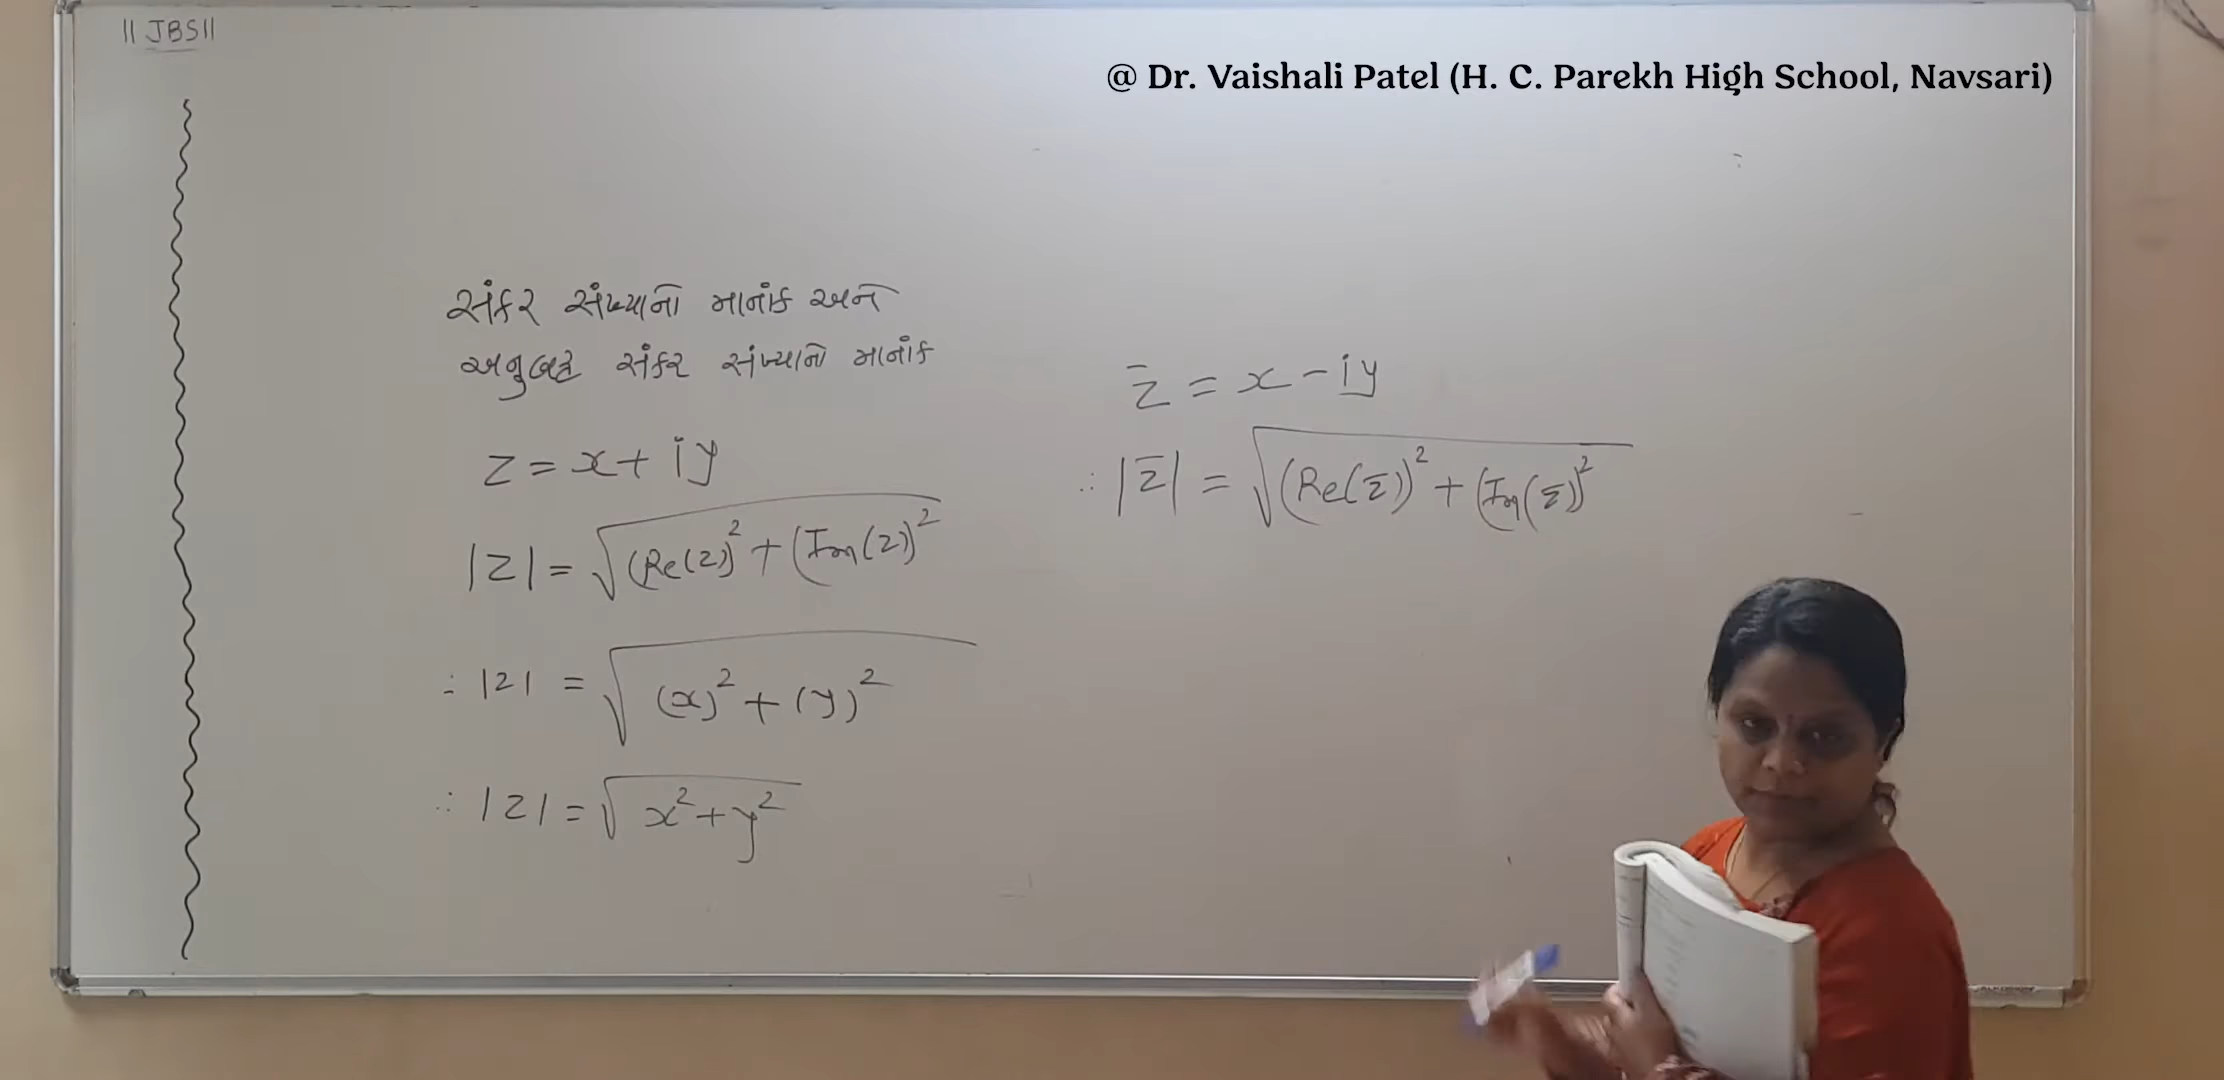 || JBS ||
@ Dr. Vaishali Patel (H. C. Parekh High School, Navsari)
સંકર સંખ્યાનો માનાંક અને
અનુબદ્ધ સંકર સંખ્યાનો માનાંક
z = x + iy
|z| = √((Re(z))² + (Im(z))²
∴ |z| = √((x)² + (y)²)
∴ |z| = √(x² + y²)
z̄ = x - iy
∴ |z̄| = √((Re(z̄))² + (Im(z̄))²